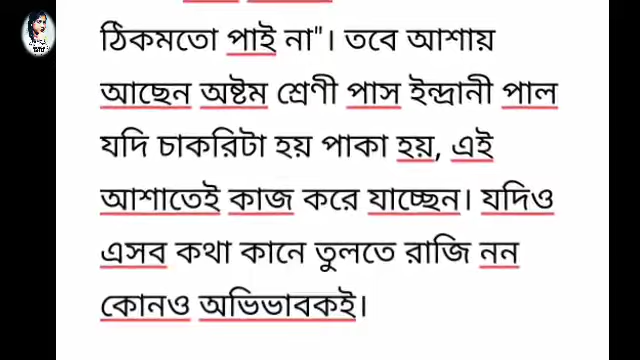 ঠিকমতো পাই না"। তবে আশায়
আছেন অষ্টম শ্রেণী পাস ইন্দ্রানী পাল
যদি চাকরিটা হয় পাকা হয়, এই
আশাতেই কাজ করে যাচ্ছেন। যদিও
এসব কথা কানে তুলতে রাজি নন
কোনও অভিভাবকই।